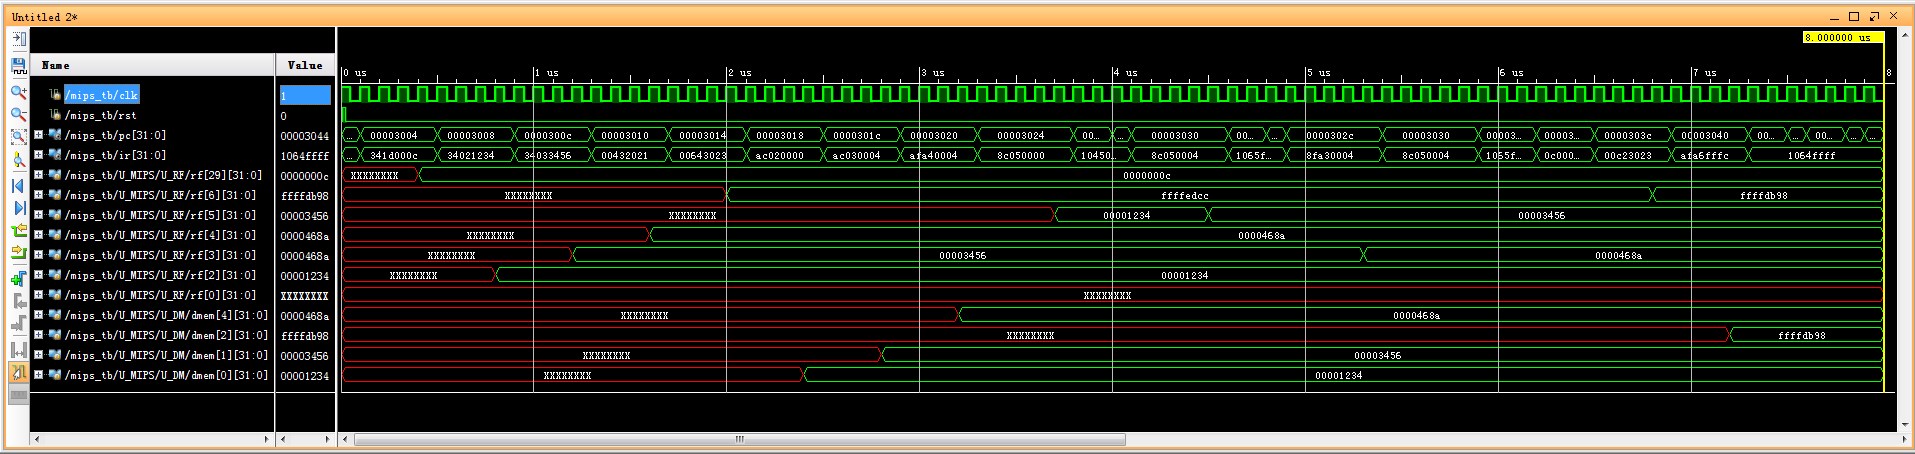 Untitled 2*
8.000000 us
Name Value
0 us 1 us 2 us 3 us 4 us 5 us 6 us 7 us 8
/mips_tb/clk 1
/mips_tb/rst 0
/mips_tb/pc[31:0] 00003044 ... 00003004 00003008 0000300c 00003010 00003014 00003018 0000301c 00003020 00003024 00... 00003030 00... 0000302c 00003030 00003... 00003... 0000303c 00003040 00... 00...
/mips_tb/ir[31:0] 1064ffff ... 341d000c 34021234 34033456 00432021 00643023 ac020000 ac030004 afa40004 8c050000 10450... 8c050004 1065f... 8fa30004 8c050004 1055f... 0c000... 00c23023 afa6fffc 1064ffff
/mips_tb/U_MIPS/U_RF/rf[29][31:0] 0000000c XXXXXXXX 0000000c
/mips_tb/U_MIPS/U_RF/rf[6][31:0] ffffdb98 XXXXXXXX ffffedcc ffffdb98
/mips_tb/U_MIPS/U_RF/rf[5][31:0] 00003456 XXXXXXXX 00001234 00003456
/mips_tb/U_MIPS/U_RF/rf[4][31:0] 0000468a XXXXXXXX 0000468a
/mips_tb/U_MIPS/U_RF/rf[3][31:0] 0000468a XXXXXXXX 00003456 0000468a
/mips_tb/U_MIPS/U_RF/rf[2][31:0] 00001234 XXXXXXXX 00001234
/mips_tb/U_MIPS/U_RF/rf[0][31:0] XXXXXXXX XXXXXXXX
/mips_tb/U_MIPS/U_DM/dmem[4][31:0] 0000468a XXXXXXXX 0000468a
/mips_tb/U_MIPS/U_DM/dmem[2][31:0] ffffdb98 XXXXXXXX ffffdb98
/mips_tb/U_MIPS/U_DM/dmem[1][31:0] 00003456 XXXXXXXX 00003456
/mips_tb/U_MIPS/U_DM/dmem[0][31:0] 00001234 XXXXXXXX 00001234